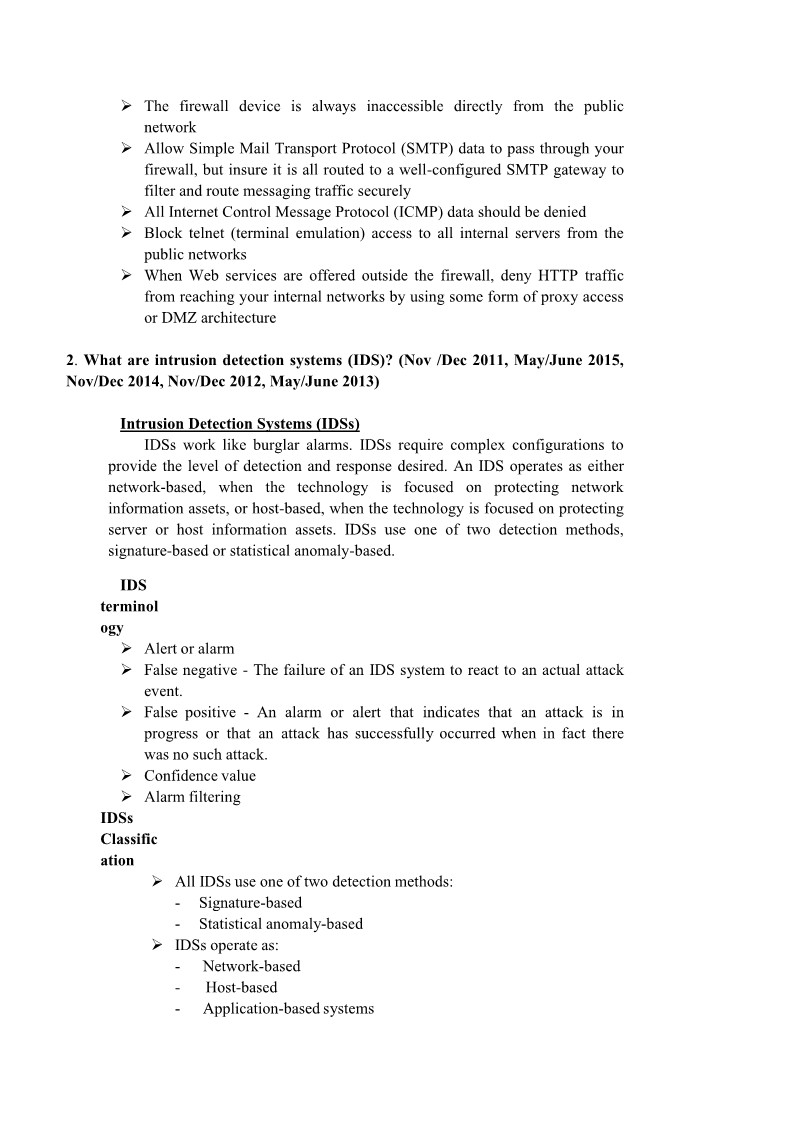 ➢ The firewall device is always inaccessible directly from the public
network
➢ Allow Simple Mail Transport Protocol (SMTP) data to pass through your
firewall, but insure it is all routed to a well-configured SMTP gateway to
filter and route messaging traffic securely
➢ All Internet Control Message Protocol (ICMP) data should be denied
➢ Block telnet (terminal emulation) access to all internal servers from the
public networks
➢ When Web services are offered outside the firewall, deny HTTP traffic
from reaching your internal networks by using some form of proxy access
or DMZ architecture
2. What are intrusion detection systems (IDS)? (Nov /Dec 2011, May/June 2015,
Nov/Dec 2014, Nov/Dec 2012, May/June 2013)
Intrusion Detection Systems (IDSs)
IDSs work like burglar alarms. IDSs require complex configurations to
provide the level of detection and response desired. An IDS operates as either
network-based, when the technology is focused on protecting network
information assets, or host-based, when the technology is focused on protecting
server or host information assets. IDSs use one of two detection methods,
signature-based or statistical anomaly-based.
IDS
terminol
ogy
➢ Alert or alarm
➢ False negative - The failure of an IDS system to react to an actual attack
event.
➢ False positive - An alarm or alert that indicates that an attack is in
progress or that an attack has successfully occurred when in fact there
was no such attack.
➢ Confidence value
➢ Alarm filtering
IDSs
Classific
ation
➢ All IDSs use one of two detection methods:
- Signature-based
- Statistical anomaly-based
➢ IDSs operate as:
- Network-based
- Host-based
- Application-based systems